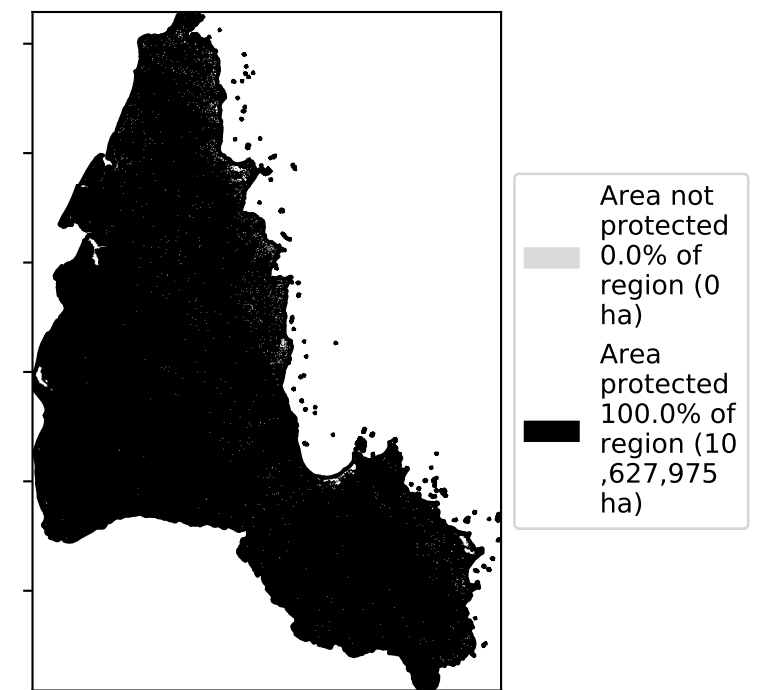 Area not
protected
0.0% of
region (0
ha)
Area
protected
100.0% of
region (10
,627,975
ha)